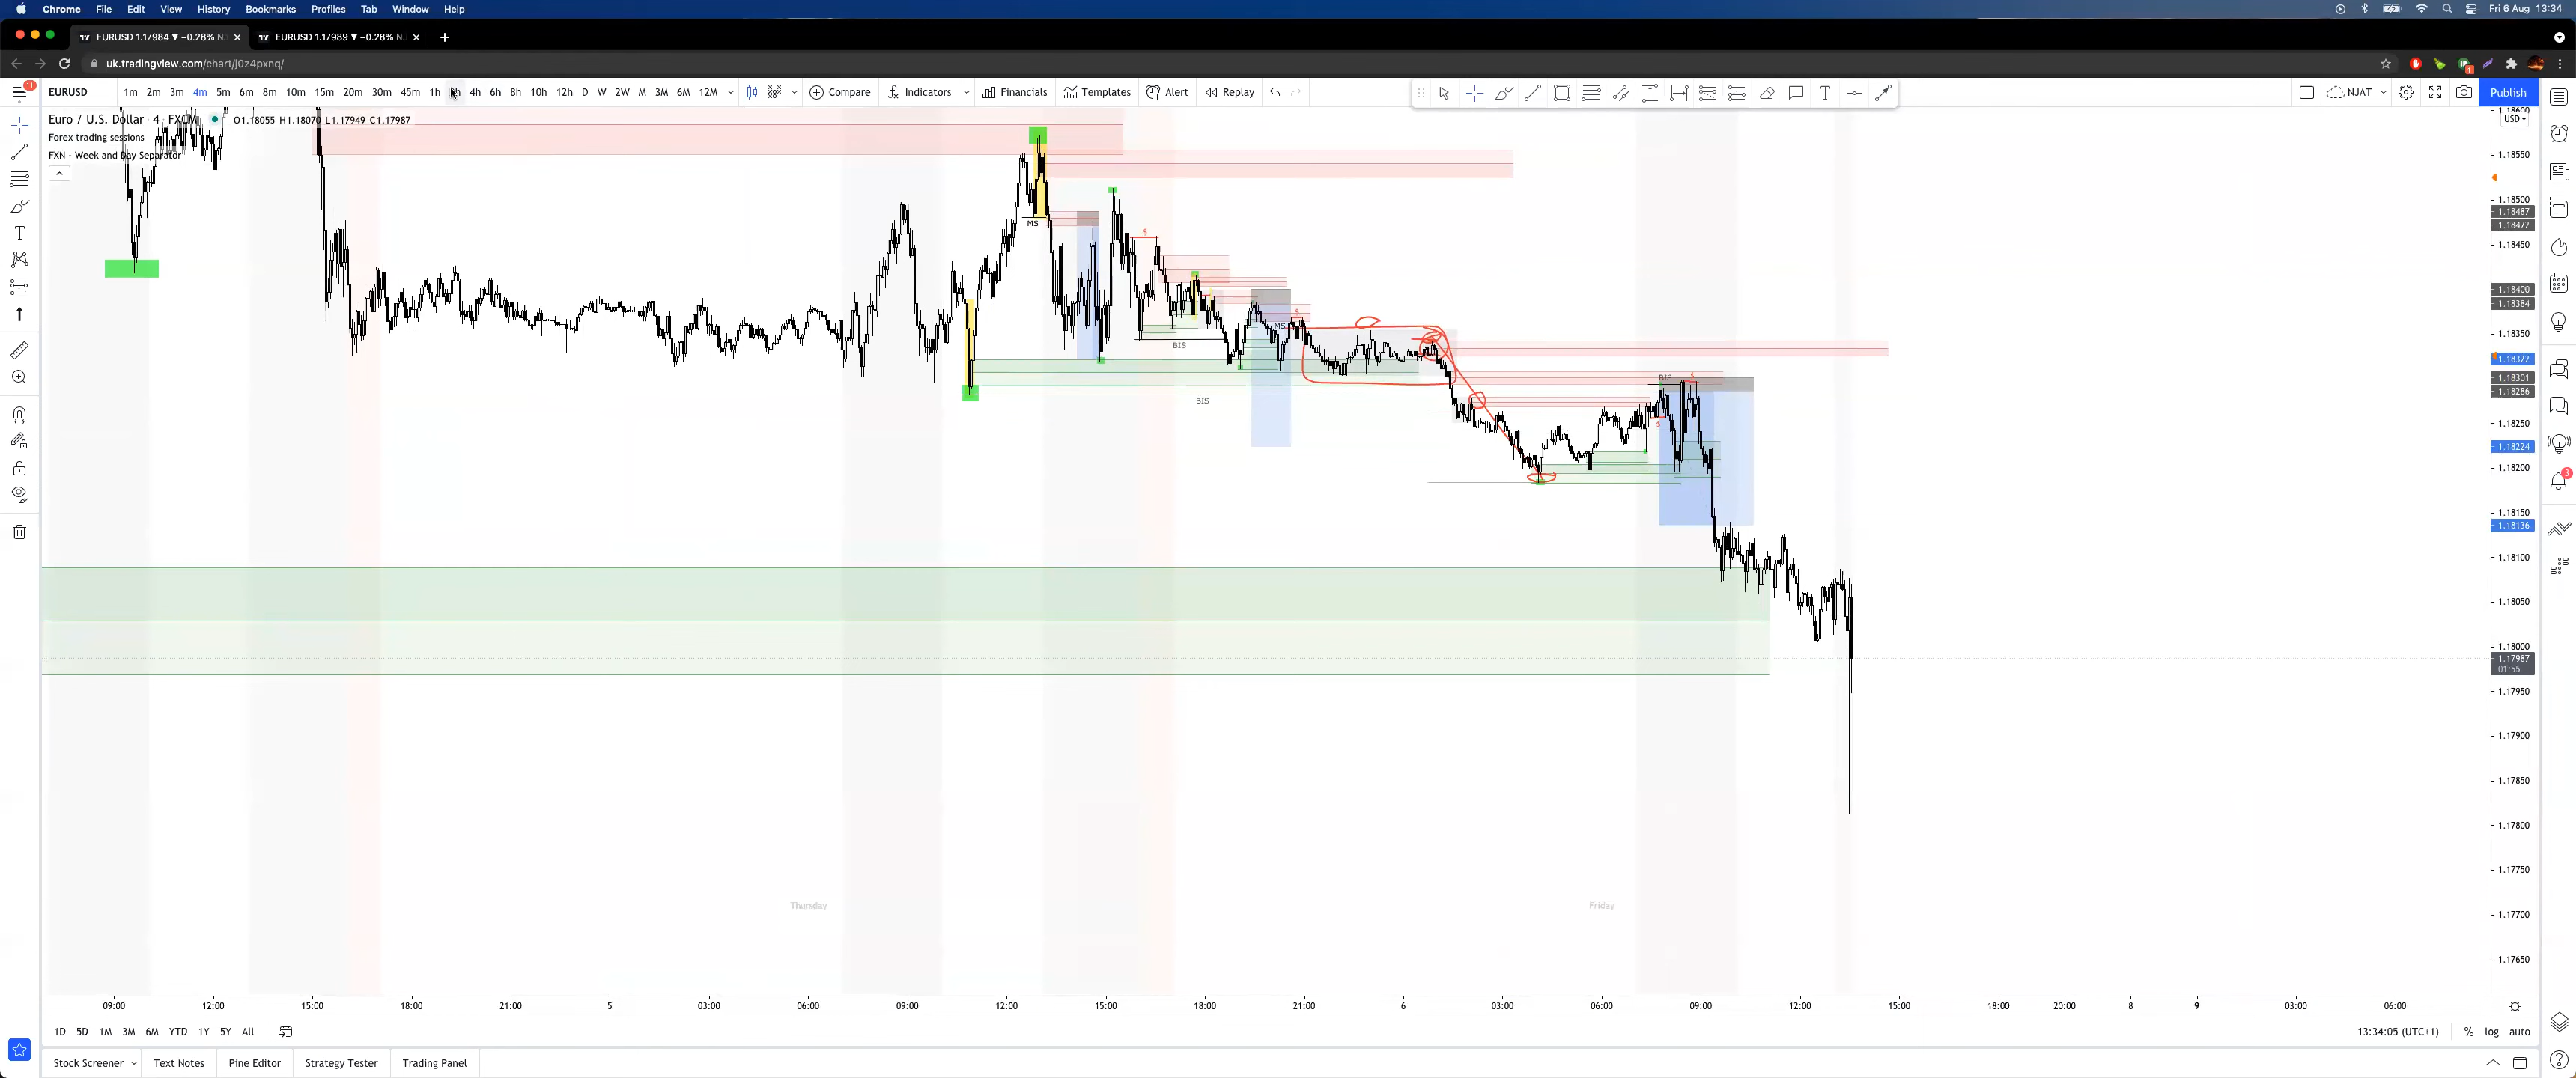 Chrome File Edit View History Bookmarks Profiles Tab Window Help Fri 6 Aug 13:34
EURUSD 1.17984 ▼ −0.28% N EURUSD 1.17989 ▼ −0.28% N
uk.tradingview.com/chart/j0z4pxnq/
11 EURUSD 1m 2m 3m 4m 5m 6m 8m 10m 15m 20m 30m 45m 1h 4h 6h 8h 10h 12h D W 2W M 3M 6M 12M Compare Indicators Financials Templates Alert Replay NJAT Publish
Euro / U.S. Dollar · 4 · FXCM O1.18055 H1.18070 L1.17949 C1.17987
Forex trading sessions
FXN - Week and Day Separator
1.18600
USD
1.18550
1.18500
1.18487
1.18472
1.18450
1.18400
1.18384
1.18350
1.18322
1.18301
1.18286
1.18250
1.18224
1.18200
1.18150
1.18136
1.18100
1.18050
1.18000
1.17987
01:55
1.17950
1.17900
1.17850
1.17800
1.17750
1.17700
1.17650
MS
$
$
MS
BIS
BIS
BIS
$
$
3
Thursday Friday
09:00 12:00 15:00 18:00 21:00 5 03:00 06:00 09:00 12:00 15:00 18:00 21:00 6 03:00 06:00 09:00 12:00 15:00 18:00 20:00 8 9 03:00 06:00
1D 5D 1M 3M 6M YTD 1Y 5Y All 13:34:05 (UTC+1) % log auto
Stock Screener Text Notes Pine Editor Strategy Tester Trading Panel